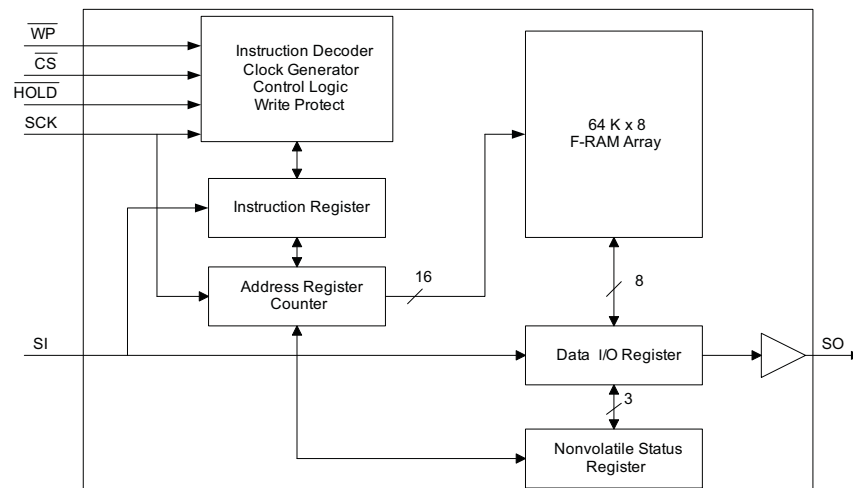 WP
CS
HOLD
SCK
Instruction Decoder
Clock Generator
Control Logic
Write Protect
64 K x 8
F-RAM Array
Instruction Register
Address Register
Counter
16
8
SI
Data I/O Register
SO
3
Nonvolatile Status
Register